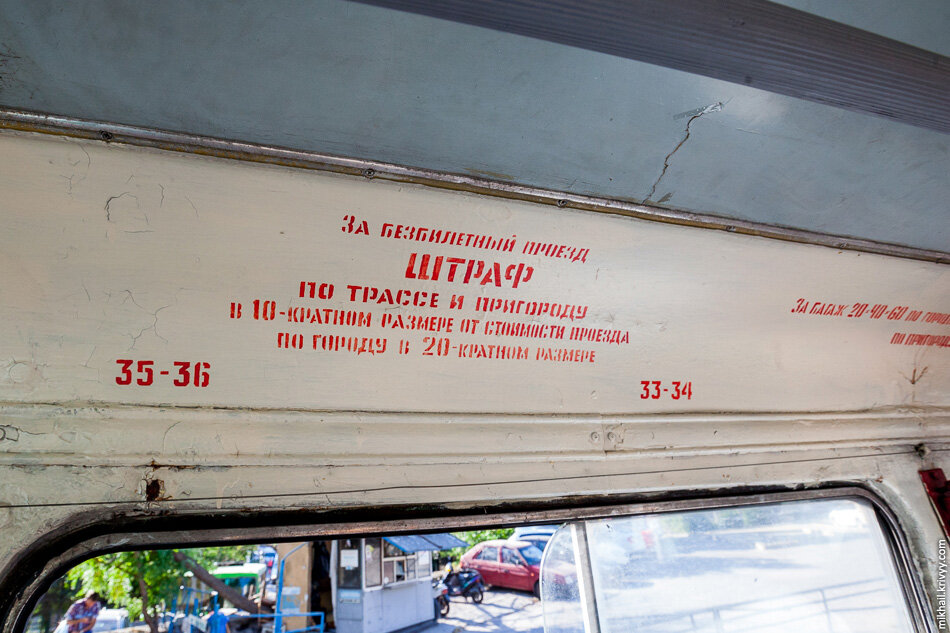 ЗА БЕЗБИЛЕТНЫЙ ПРОЕЗД
ШТРАФ
ПО ТРАССЕ И ПРИГОРОДУ
В 10-КРАТНОМ РАЗМЕРЕ ОТ СТОИМОСТИ ПРОЕЗДА
ПО ГОРОДУ В 20-КРАТНОМ РАЗМЕРЕ
35-36
33-34
ЗА БАГАЖ 20-40-60 ПО
ПО
mikhail.krivyy.com